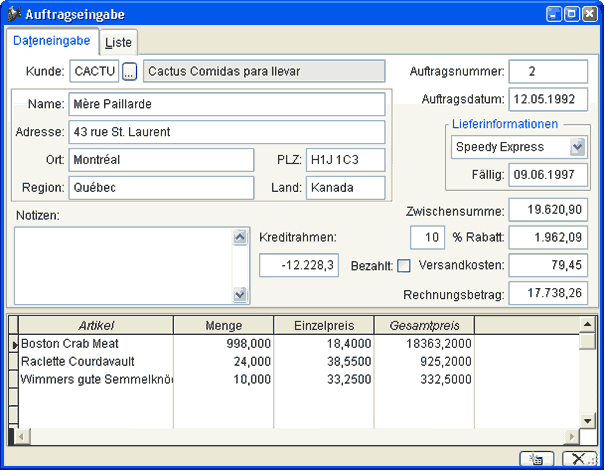 Auftragseingabe
Dateneingabe Liste
Kunde: CACTU ... Cactus Comidas para llevar Auftragsnummer: 2
Auftragsdatum: 12.05.1992
Name: Mère Paillarde
Adresse: 43 rue St. Laurent
Ort: Montréal PLZ: H1J 1C3
Region: Québec Land: Kanada
Lieferinformationen
Speedy Express
Fällig: 09.06.1997
Notizen:
Kreditrahmen:
-12.228,3 Bezahlt:
Zwischensumme: 19.620,90
10 % Rabatt: 1.962,09
Versandkosten: 79,45
Rechnungsbetrag: 17.738,26
Artikel Menge Einzelpreis Gesamtpreis
Boston Crab Meat 998,000 18,4000 18363,2000
Raclette Courdavault 24,000 38,5500 925,2000
Wimmers gute Semmelknö 10,000 33,2500 332,5000